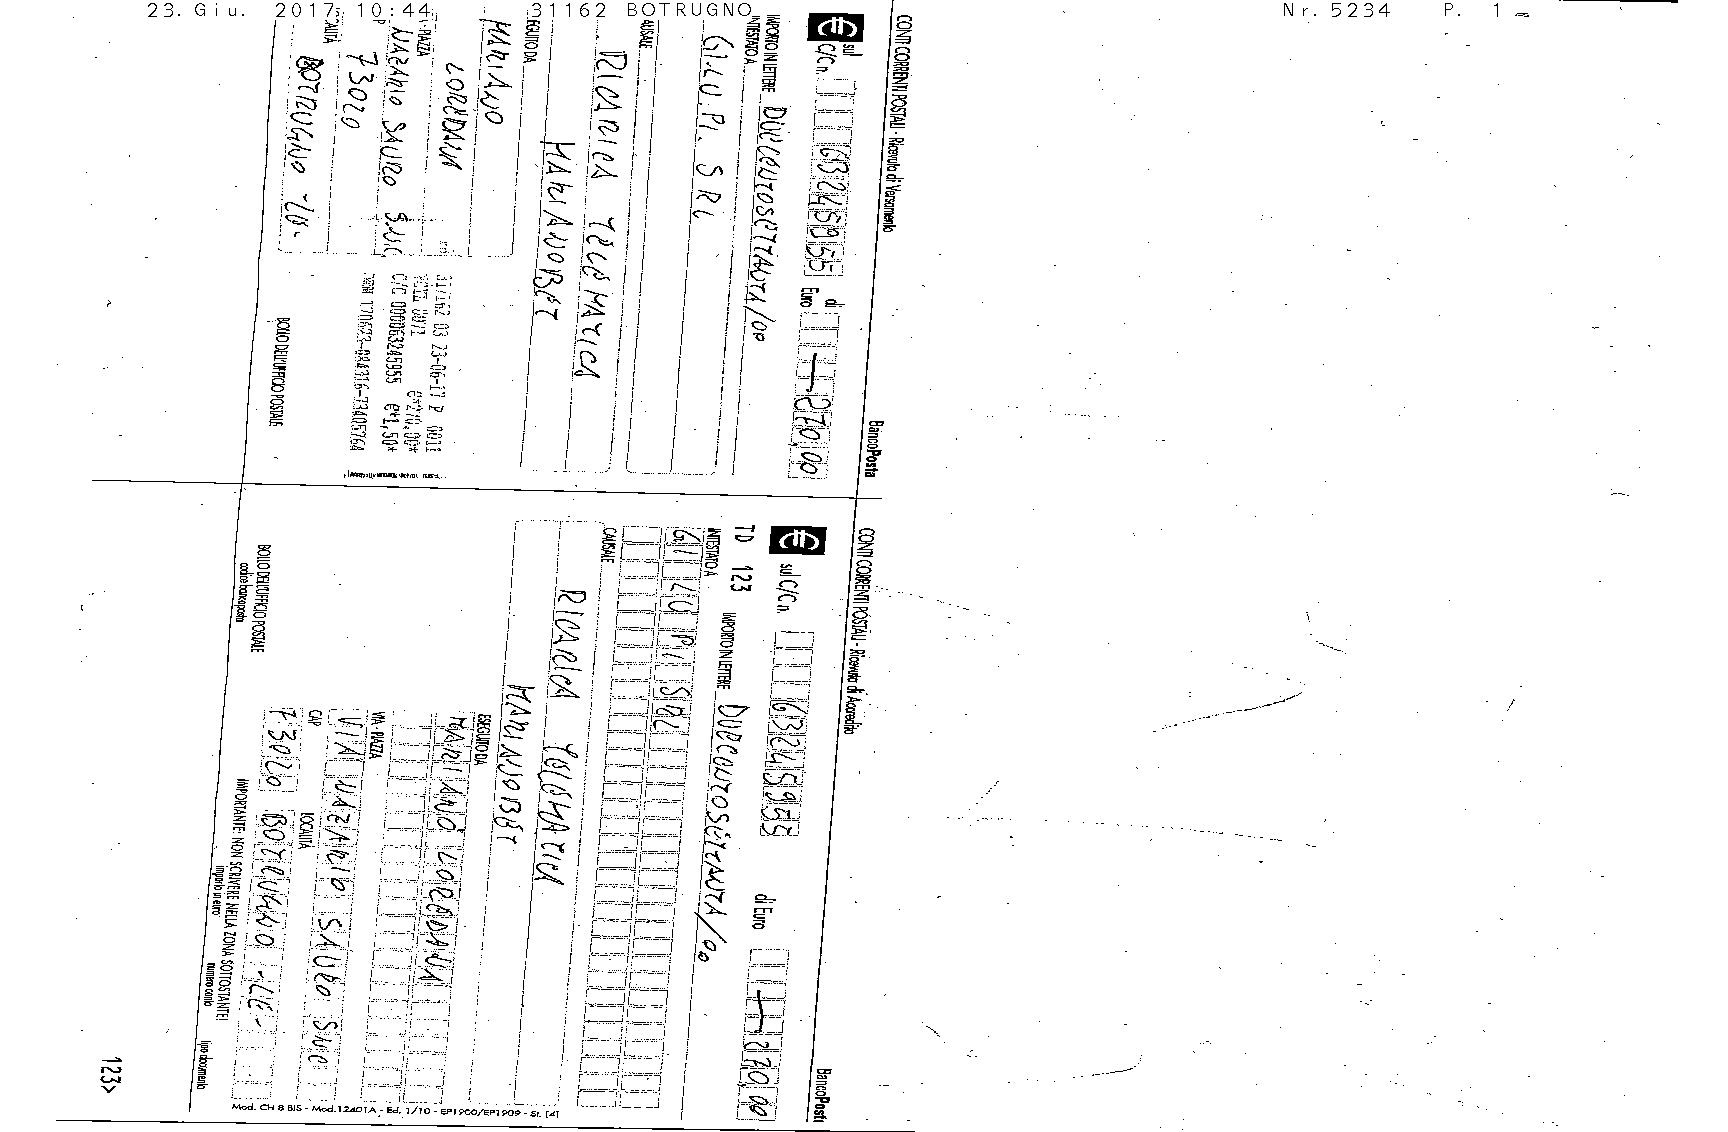 23. Giu. 2017 10:44 31162 BOTRUGNO Nr. 5234 P. 1
CONTI CORRENTI POSTALI - Ricevuta di Versamento BancoPosta
sul C/C n. 63245955 di Euro 270,00
IMPORTO IN LETTERE DUECENTOSETTANTA/00
INTESTATO A
GI.LU.PI. SRL
CAUSALE
RICARICA TELEMATICA
MARIANOBET
ESEGUITO DA
MARIANO
LOREDANA
VIA - PIAZZA
NAZARIO SAURO SNC
73020
LOCALITÀ
BOTRUGNO -LE-
31/162 03 23-06-17 P 0011
0072 €*270,00*
C/C 000063245955 €*1,50*
BOLLO DELL'UFFICIO POSTALE
CONTI CORRENTI POSTALI - Ricevuta di Accredito BancoPosta
sul C/C n. 63245955 di Euro 270,00
TD 123 IMPORTO IN LETTERE DUECENTOSETTANTA/00
INTESTATO A
GI LU PI SRL
CAUSALE
RICARICA TELEMATICA
MARIANOBET
ESEGUITO DA
MARIANO LOREDANA
VIA - PIAZZA
VIA NAZARIO SAURO SNC
CAP LOCALITÀ
73020 BOTRUGNO -LE-
BOLLO DELL'UFFICIO POSTALE
codice bancoposta
IMPORTANTE: NON SCRIVERE NELLA ZONA SOTTOSTANTE!
importo in euro numero conto tipo documento
123>
Mod. CH 8 BIS - Mod. 12401A - Ed. 1/10 - EP1900/EP1909 - St. [4]